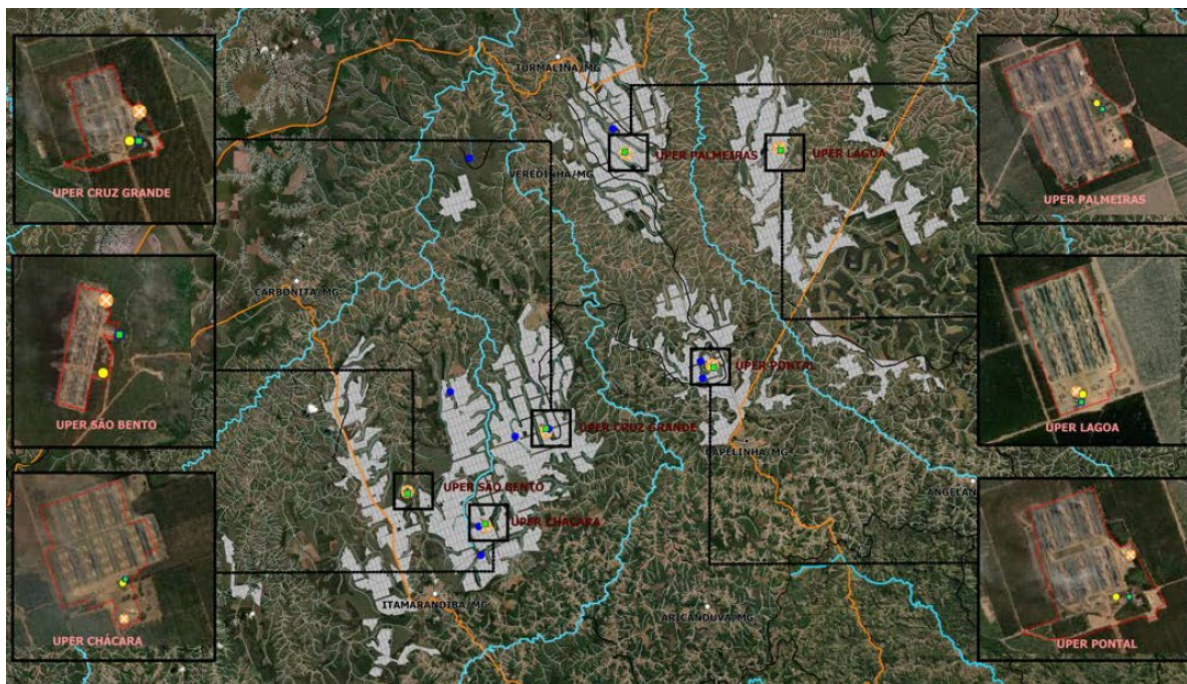 TURMALINA/MG
UPER CRUZ GRANDE
VEREDINHA/MG
UPER PALMEIRAS
UPER LAGOA
UPER PALMEIRAS
CARBONITA/MG
UPER SÃO BENTO
UPER PONTAL
UPER CRUZ GRANDE
UPER LAGOA
CAPELINHA/MG
UPER SÃO BENTO
ANGELAN
UPER CHÁCARA
ITAMARANDIBA/MG
ARICANDUVA/MG
UPER CHÁCARA
UPER PONTAL